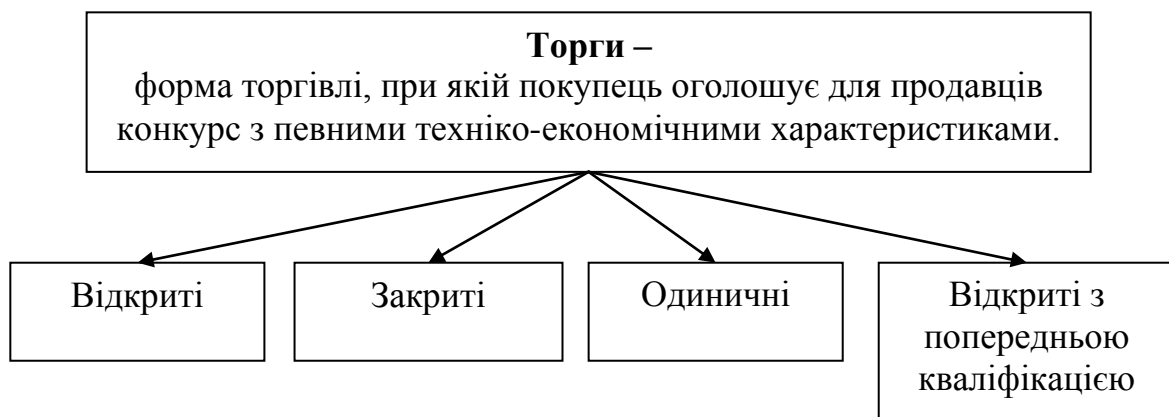 Торги –
форма торгівлі, при якій покупець оголошує для продавців
конкурс з певними техніко-економічними характеристиками.
Відкриті
Закриті
Одиничні
Відкриті з
попередньою
кваліфікацією